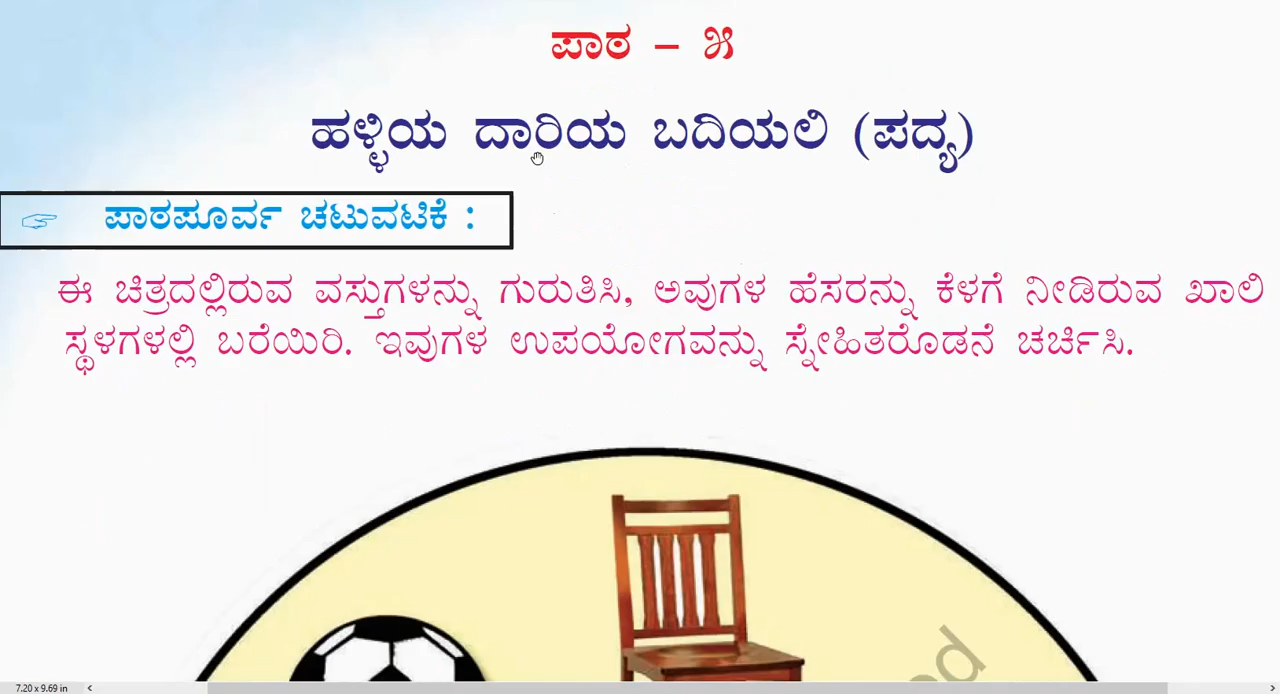 ಪಾಠ – ೫
ಹಳ್ಳಿಯ ದಾರಿಯ ಬದಿಯಲಿ (ಪದ್ಯ)
☞ ಪಾಠಪೂರ್ವ ಚಟುವಟಿಕೆ :
ಈ ಚಿತ್ರದಲ್ಲಿರುವ ವಸ್ತುಗಳನ್ನು ಗುರುತಿಸಿ, ಅವುಗಳ ಹೆಸರನ್ನು ಕೆಳಗೆ ನೀಡಿರುವ ಖಾಲಿ
ಸ್ಥಳಗಳಲ್ಲಿ ಬರೆಯಿರಿ. ಇವುಗಳ ಉಪಯೋಗವನ್ನು ಸ್ನೇಹಿತರೊಡನೆ ಚರ್ಚಿಸಿ.
7.20 x 9.69 in